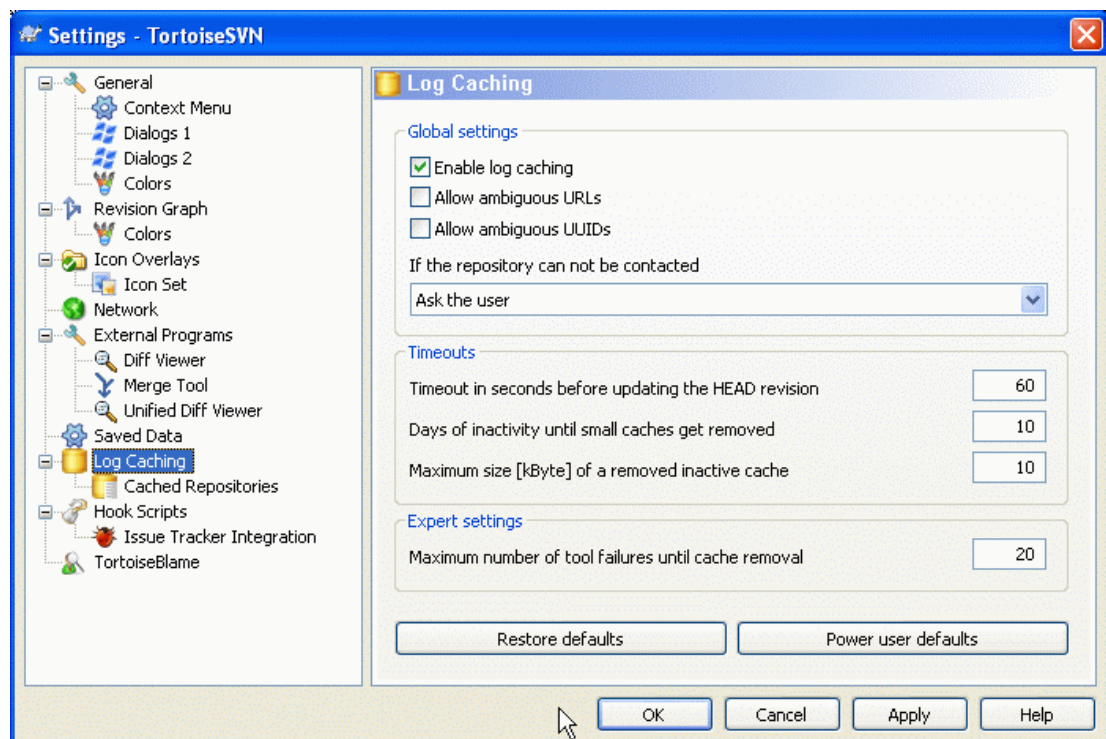 Settings - TortoiseSVN
General
Context Menu
Dialogs 1
Dialogs 2
Colors
Revision Graph
Colors
Icon Overlays
Icon Set
Network
External Programs
Diff Viewer
Merge Tool
Unified Diff Viewer
Saved Data
Log Caching
Cached Repositories
Hook Scripts
Issue Tracker Integration
TortoiseBlame
Log Caching
Global settings
Enable log caching
Allow ambiguous URLs
Allow ambiguous UUIDs
If the repository can not be contacted
Ask the user
Timeouts
Timeout in seconds before updating the HEAD revision 60
Days of inactivity until small caches get removed 10
Maximum size [kByte] of a removed inactive cache 10
Expert settings
Maximum number of tool failures until cache removal 20
Restore defaults Power user defaults
OK Cancel Apply Help